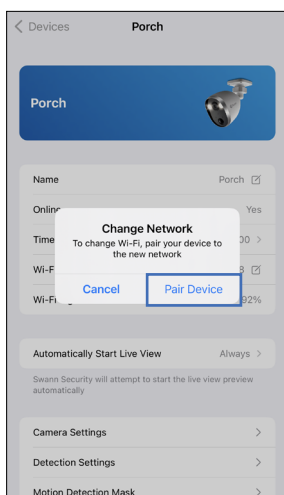 Devices Porch
Porch
Name Porch
Online Yes
Change Network
To change Wi-Fi, pair your device to
the new network
Time 00
Wi-F
Cancel Pair Device
Wi-Fi 92%
Automatically Start Live View Always
Swann Security will attempt to start the live view preview
automatically
Camera Settings
Detection Settings
Motion Detection Mask